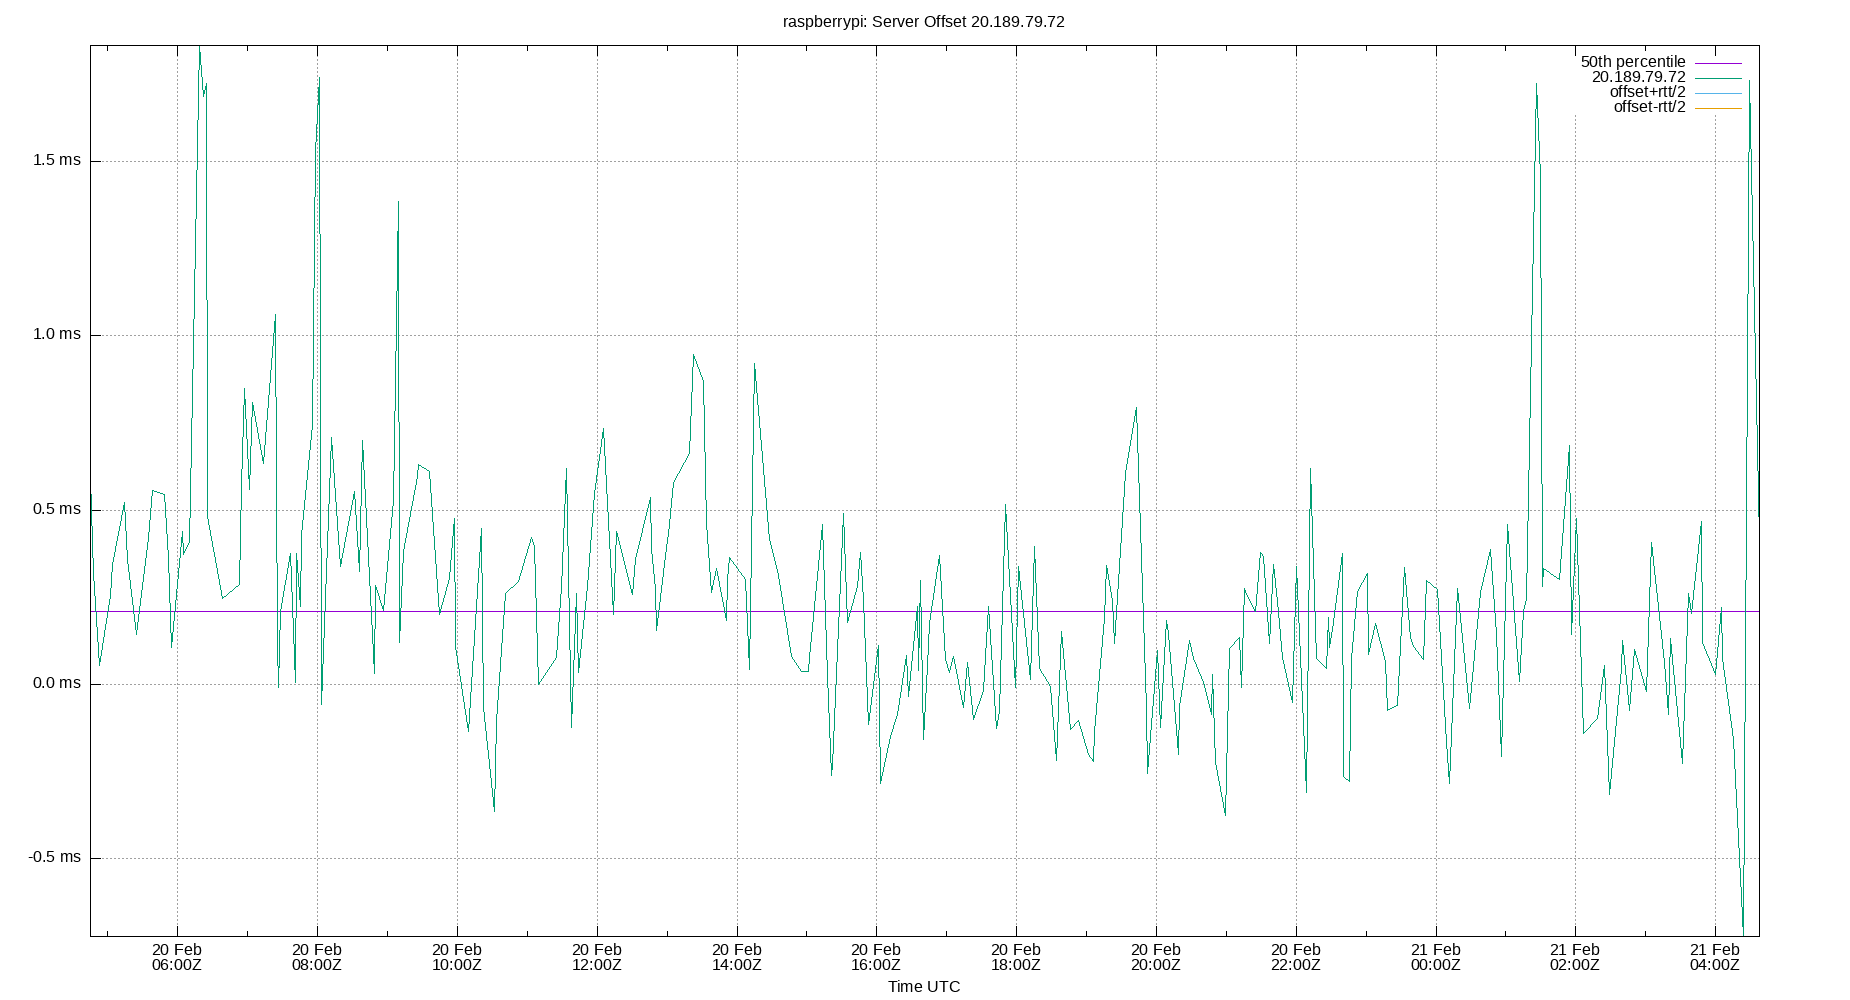 raspberrypi: Server Offset 20.189.79.72
50th percentile
20.189.79.72
offset+rtt/2
offset-rtt/2
1.5 ms
1.0 ms
0.5 ms
0.0 ms
-0.5 ms
20 Feb 20 Feb 20 Feb 20 Feb 20 Feb 20 Feb 20 Feb 20 Feb 20 Feb 21 Feb 21 Feb 21 Feb
06:00Z 08:00Z 10:00Z 12:00Z 14:00Z 16:00Z 18:00Z 20:00Z 22:00Z 00:00Z 02:00Z 04:00Z
Time UTC